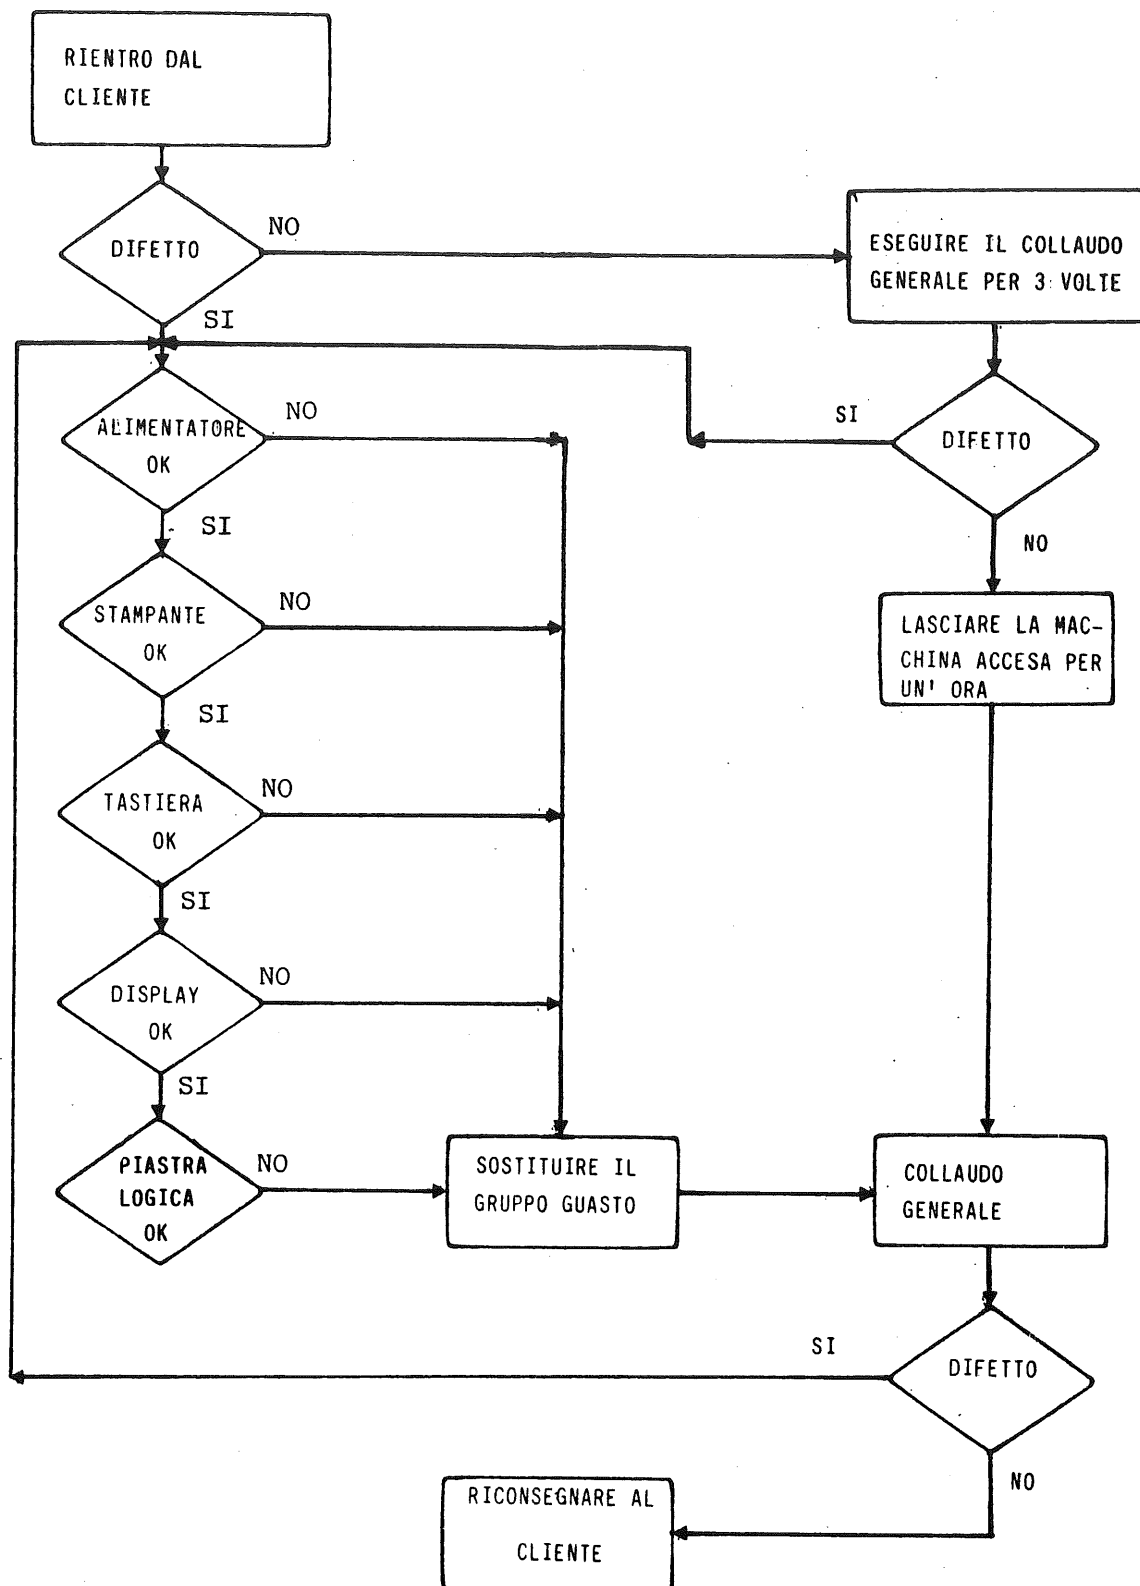 RIENTRO DAL
CLIENTE
DIFETTO
NO
ESEGUIRE IL COLLAUDO
GENERALE PER 3 VOLTE
SI
ALIMENTATORE
OK
NO
SI
DIFETTO
NO
SI
STAMPANTE
OK
NO
LASCIARE LA MAC-
CHINA ACCESA PER
UN' ORA
SI
TASTIERA
OK
NO
SI
DISPLAY
OK
NO
SI
PIASTRA
LOGICA
OK
NO
SOSTITUIRE IL
GRUPPO GUASTO
COLLAUDO
GENERALE
SI
DIFETTO
NO
RICONSEGNARE AL
CLIENTE